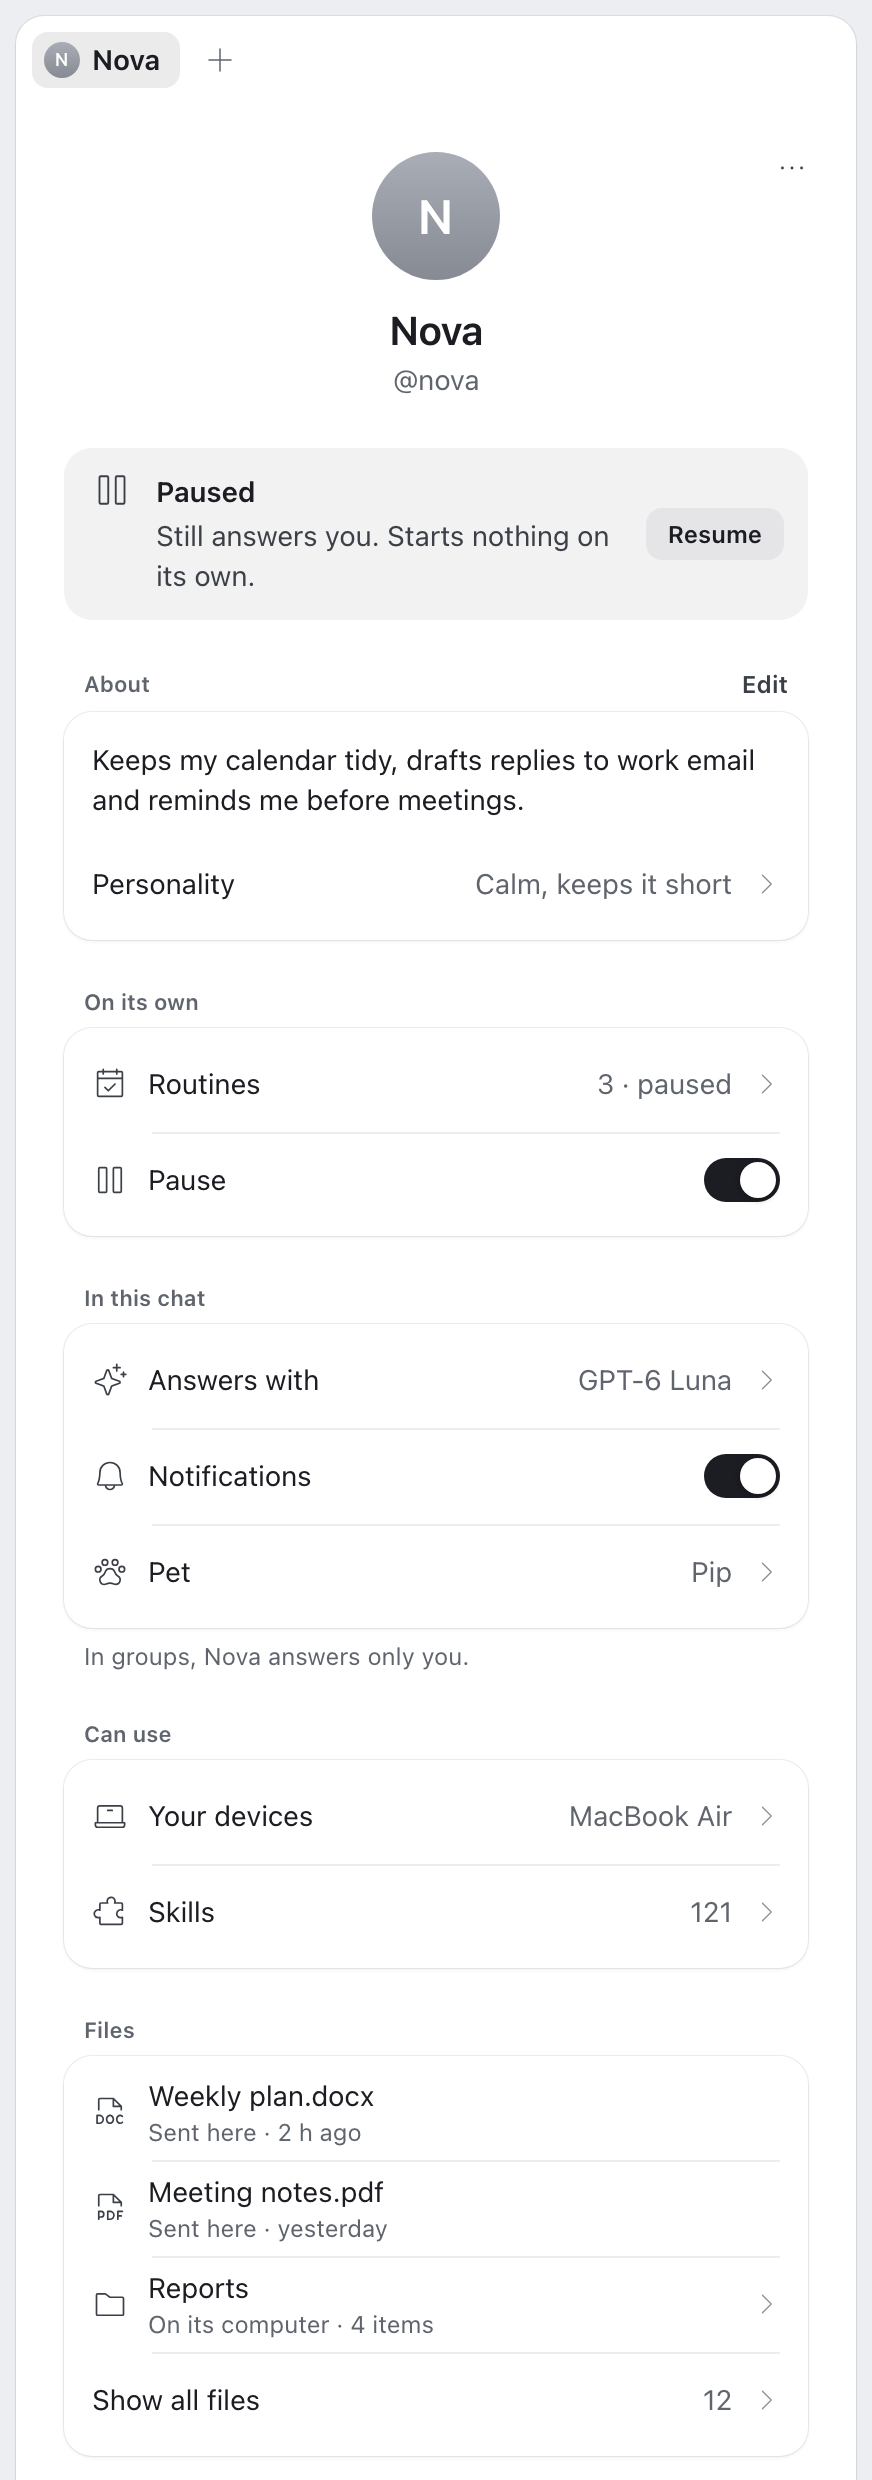 N Nova
...
N
Nova
@nova
Paused
Still answers you. Starts nothing on
its own.
Resume
About
Edit
Keeps my calendar tidy, drafts replies to work email
and reminds me before meetings.
Personality
Calm, keeps it short
On its own
Routines
3 · paused
Pause
In this chat
Answers with
GPT-6 Luna
Notifications
Pet
Pip
In groups, Nova answers only you.
Can use
Your devices
MacBook Air
Skills
121
Files
DOC
Weekly plan.docx
Sent here · 2 h ago
PDF
Meeting notes.pdf
Sent here · yesterday
Reports
On its computer · 4 items
Show all files
12